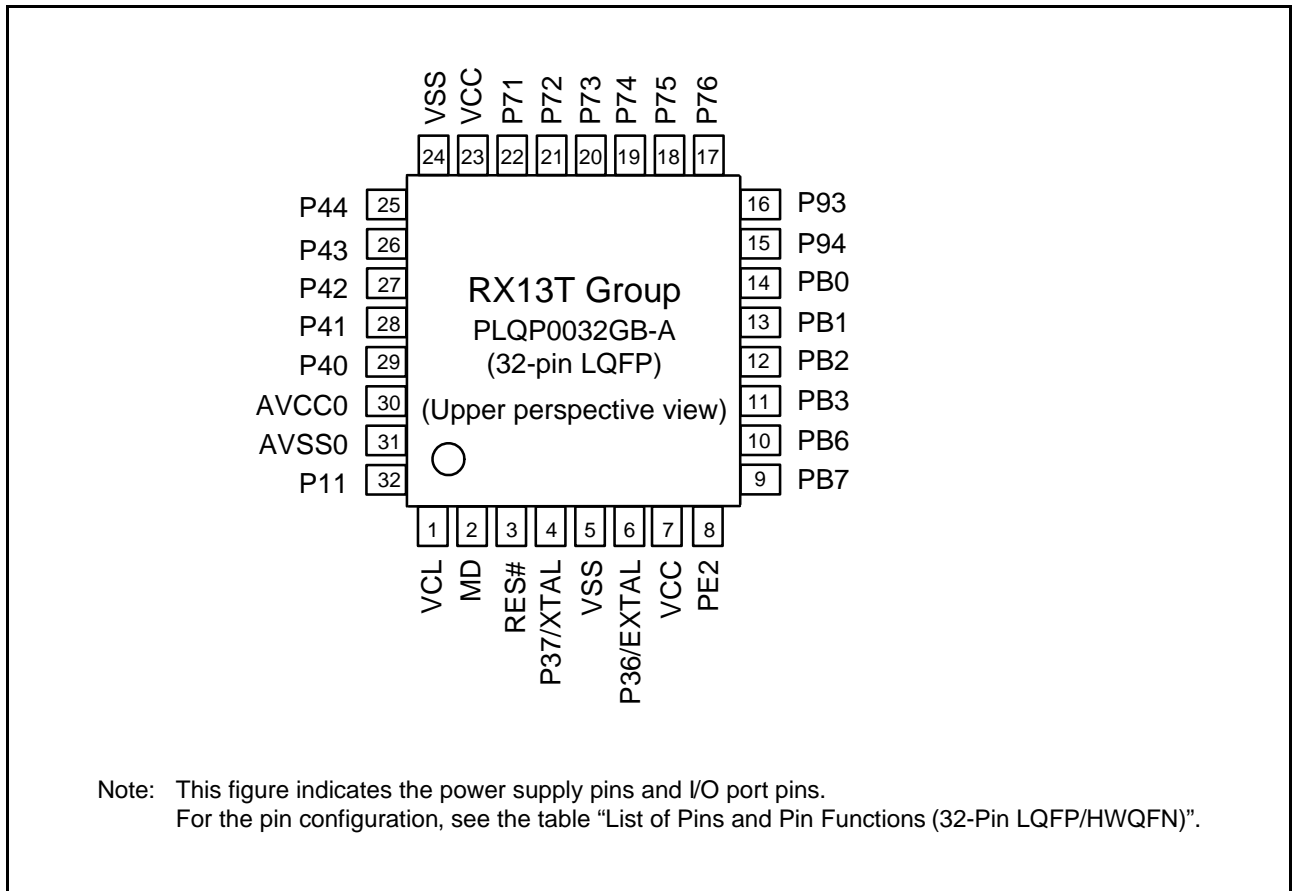 VSS
VCC
P71
P72
P73
P74
P75
P76
24
23
22
21
20
19
18
17
P44 25
P43 26
P42 27
P41 28
P40 29
AVCC0 30
AVSS0 31
P11 32
RX13T Group
PLQP0032GB-A
(32-pin LQFP)
(Upper perspective view)
16 P93
15 P94
14 PB0
13 PB1
12 PB2
11 PB3
10 PB6
9 PB7
1
2
3
4
5
6
7
8
VCL
MD
RES#
P37/XTAL
VSS
P36/EXTAL
VCC
PE2
Note: This figure indicates the power supply pins and I/O port pins.
For the pin configuration, see the table “List of Pins and Pin Functions (32-Pin LQFP/HWQFN)”.